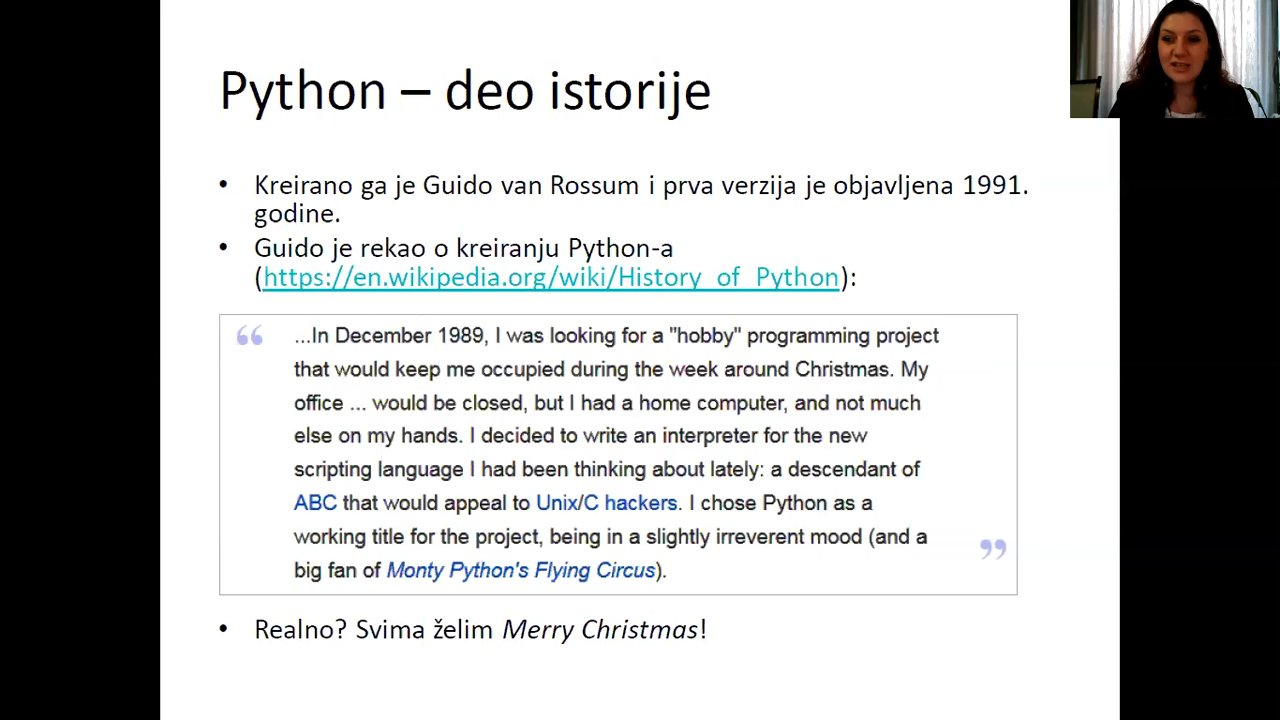 Python – deo istorije
• Kreirano ga je Guido van Rossum i prva verzija je objavljena 1991.
godine.
• Guido je rekao o kreiranju Python-a
(https://en.wikipedia.org/wiki/History_of_Python):
“ ...In December 1989, I was looking for a "hobby" programming project
that would keep me occupied during the week around Christmas. My
office ... would be closed, but I had a home computer, and not much
else on my hands. I decided to write an interpreter for the new
scripting language I had been thinking about lately: a descendant of
ABC that would appeal to Unix/C hackers. I chose Python as a
working title for the project, being in a slightly irreverent mood (and a
big fan of Monty Python's Flying Circus). ”
• Realno? Svima želim Merry Christmas!